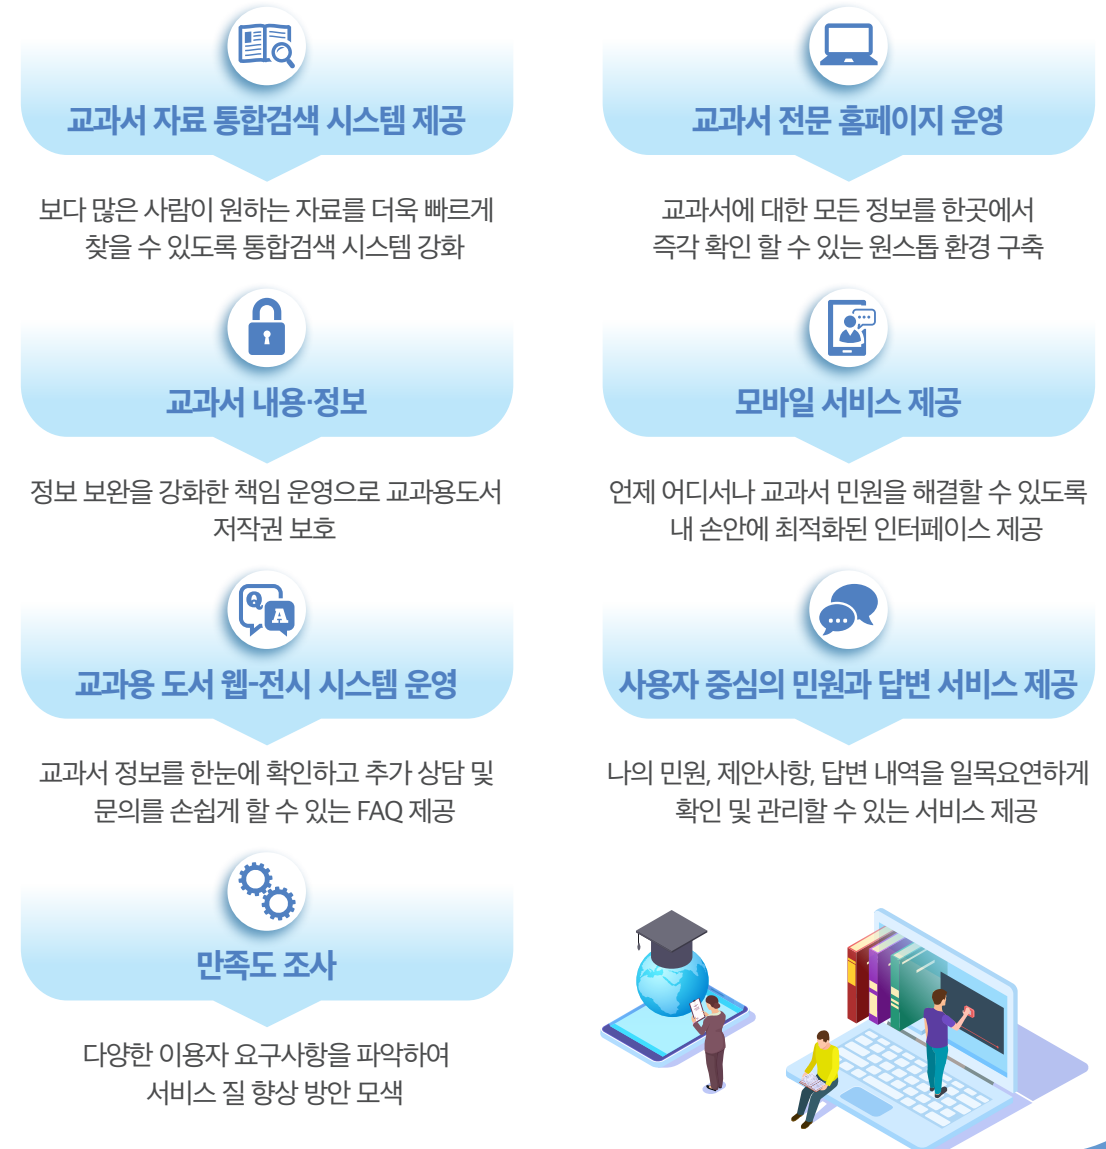 교과서 자료 통합검색 시스템 제공
보다 많은 사람이 원하는 자료를 더욱 빠르게
찾을 수 있도록 통합검색 시스템 강화
교과서 전문 홈페이지 운영
교과서에 대한 모든 정보를 한곳에서
즉각 확인 할 수 있는 원스톱 환경 구축
교과서 내용·정보
정보 보완을 강화한 책임 운영으로 교과용도서
저작권 보호
모바일 서비스 제공
언제 어디서나 교과서 민원을 해결할 수 있도록
내 손안에 최적화된 인터페이스 제공
Q A
교과용 도서 웹-전시 시스템 운영
교과서 정보를 한눈에 확인하고 추가 상담 및
문의를 손쉽게 할 수 있는 FAQ 제공
사용자 중심의 민원과 답변 서비스 제공
나의 민원, 제안사항, 답변 내역을 일목요연하게
확인 및 관리할 수 있는 서비스 제공
만족도 조사
다양한 이용자 요구사항을 파악하여
서비스 질 향상 방안 모색